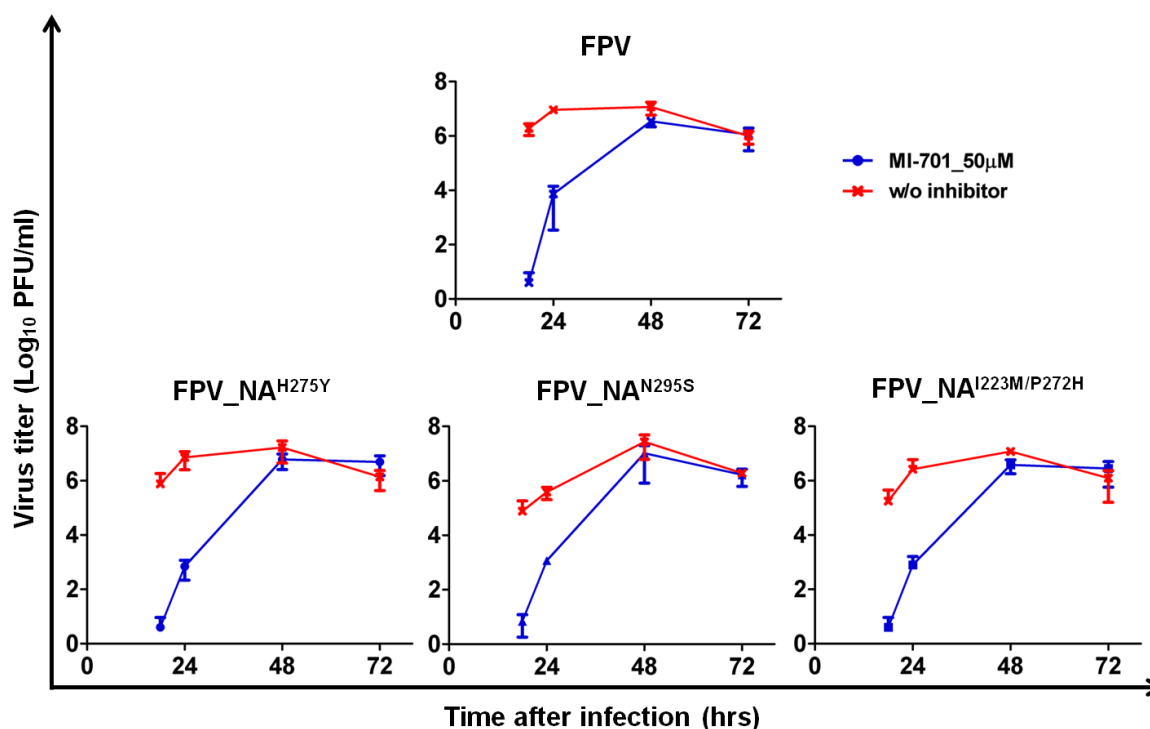 FPV
8
6
4
2
0
0 24 48 72
MI-701_50μM
w/o inhibitor
Virus titer (Log₁₀ PFU/ml)
FPV_NAᴴ²⁷⁵ʸ
8
6
4
2
0
0 24 48 72
FPV_NAᴺ²⁹⁵ˢ
8
6
4
2
0
0 24 48 72
FPV_NAᴵ²²³ᴹ/ᴾ²⁷²ᴴ
8
6
4
2
0
0 24 48 72
Time after infection (hrs)